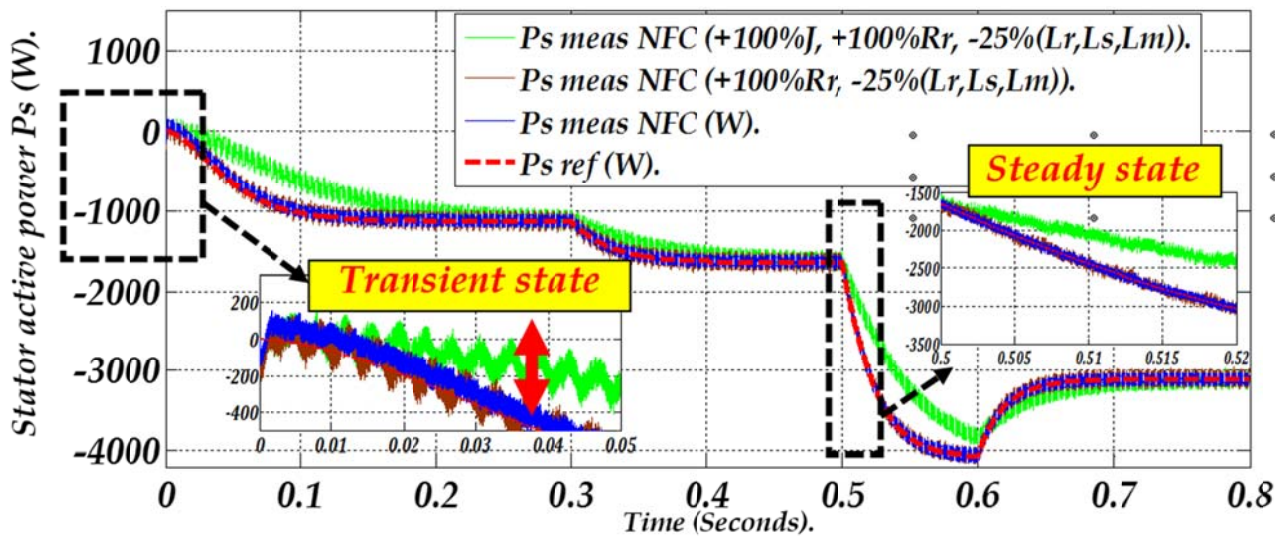 Stator active power Ps (W).
1000
0
-1000
-2000
-3000
-4000
Ps meas NFC (+100%J, +100%Rr, -25%(Lr,Ls,Lm)).
Ps meas NFC (+100%Rr, -25%(Lr,Ls,Lm)).
Ps meas NFC (W).
Ps ref (W).
Steady state
-1500
-2000
-2500
-3000
-3500
0.5 0.505 0.51 0.515 0.52
Transient state
200
0
-200
-400
0 0.01 0.02 0.03 0.04 0.05
0 0.1 0.2 0.3 0.4 0.5 0.6 0.7 0.8
Time (Seconds).